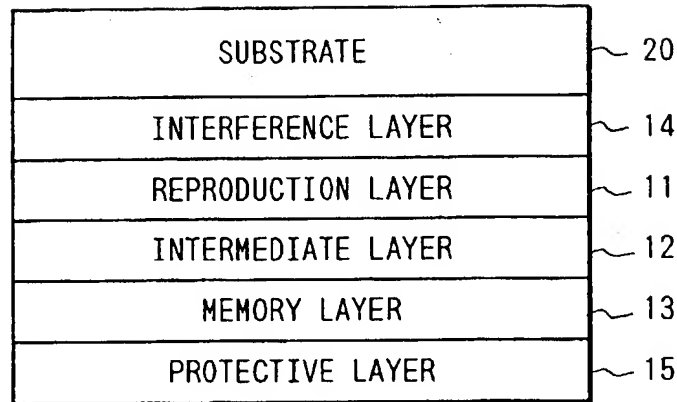 SUBSTRATE 20
INTERFERENCE LAYER 14
REPRODUCTION LAYER 11
INTERMEDIATE LAYER 12
MEMORY LAYER 13
PROTECTIVE LAYER 15